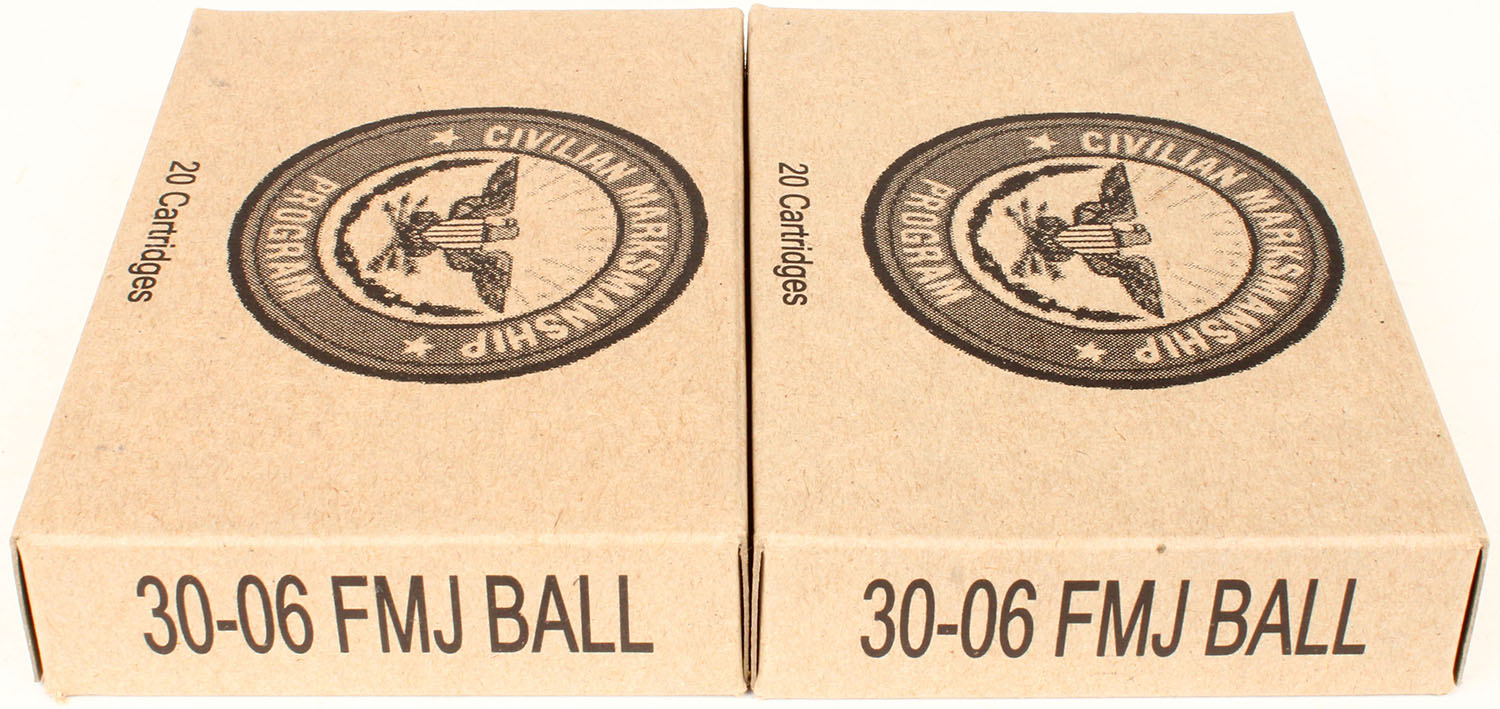 20 Cartridges
CIVILIAN MARKSMANSHIP
PROGRAM
30-06 FMJ BALL
20 Cartridges
CIVILIAN MARKSMANSHIP
PROGRAM
30-06 FMJ BALL